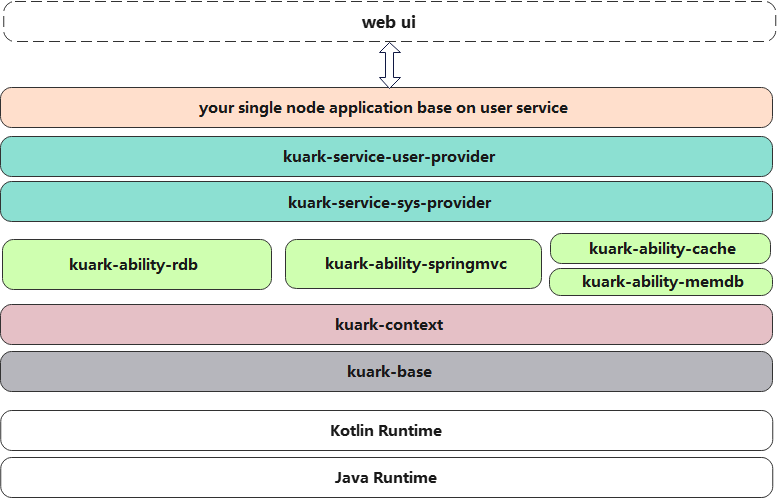 web ui
your single node application base on user service
kuark-service-user-provider
kuark-service-sys-provider
kuark-ability-rdb
kuark-ability-springmvc
kuark-ability-cache
kuark-ability-memdb
kuark-context
kuark-base
Kotlin Runtime
Java Runtime